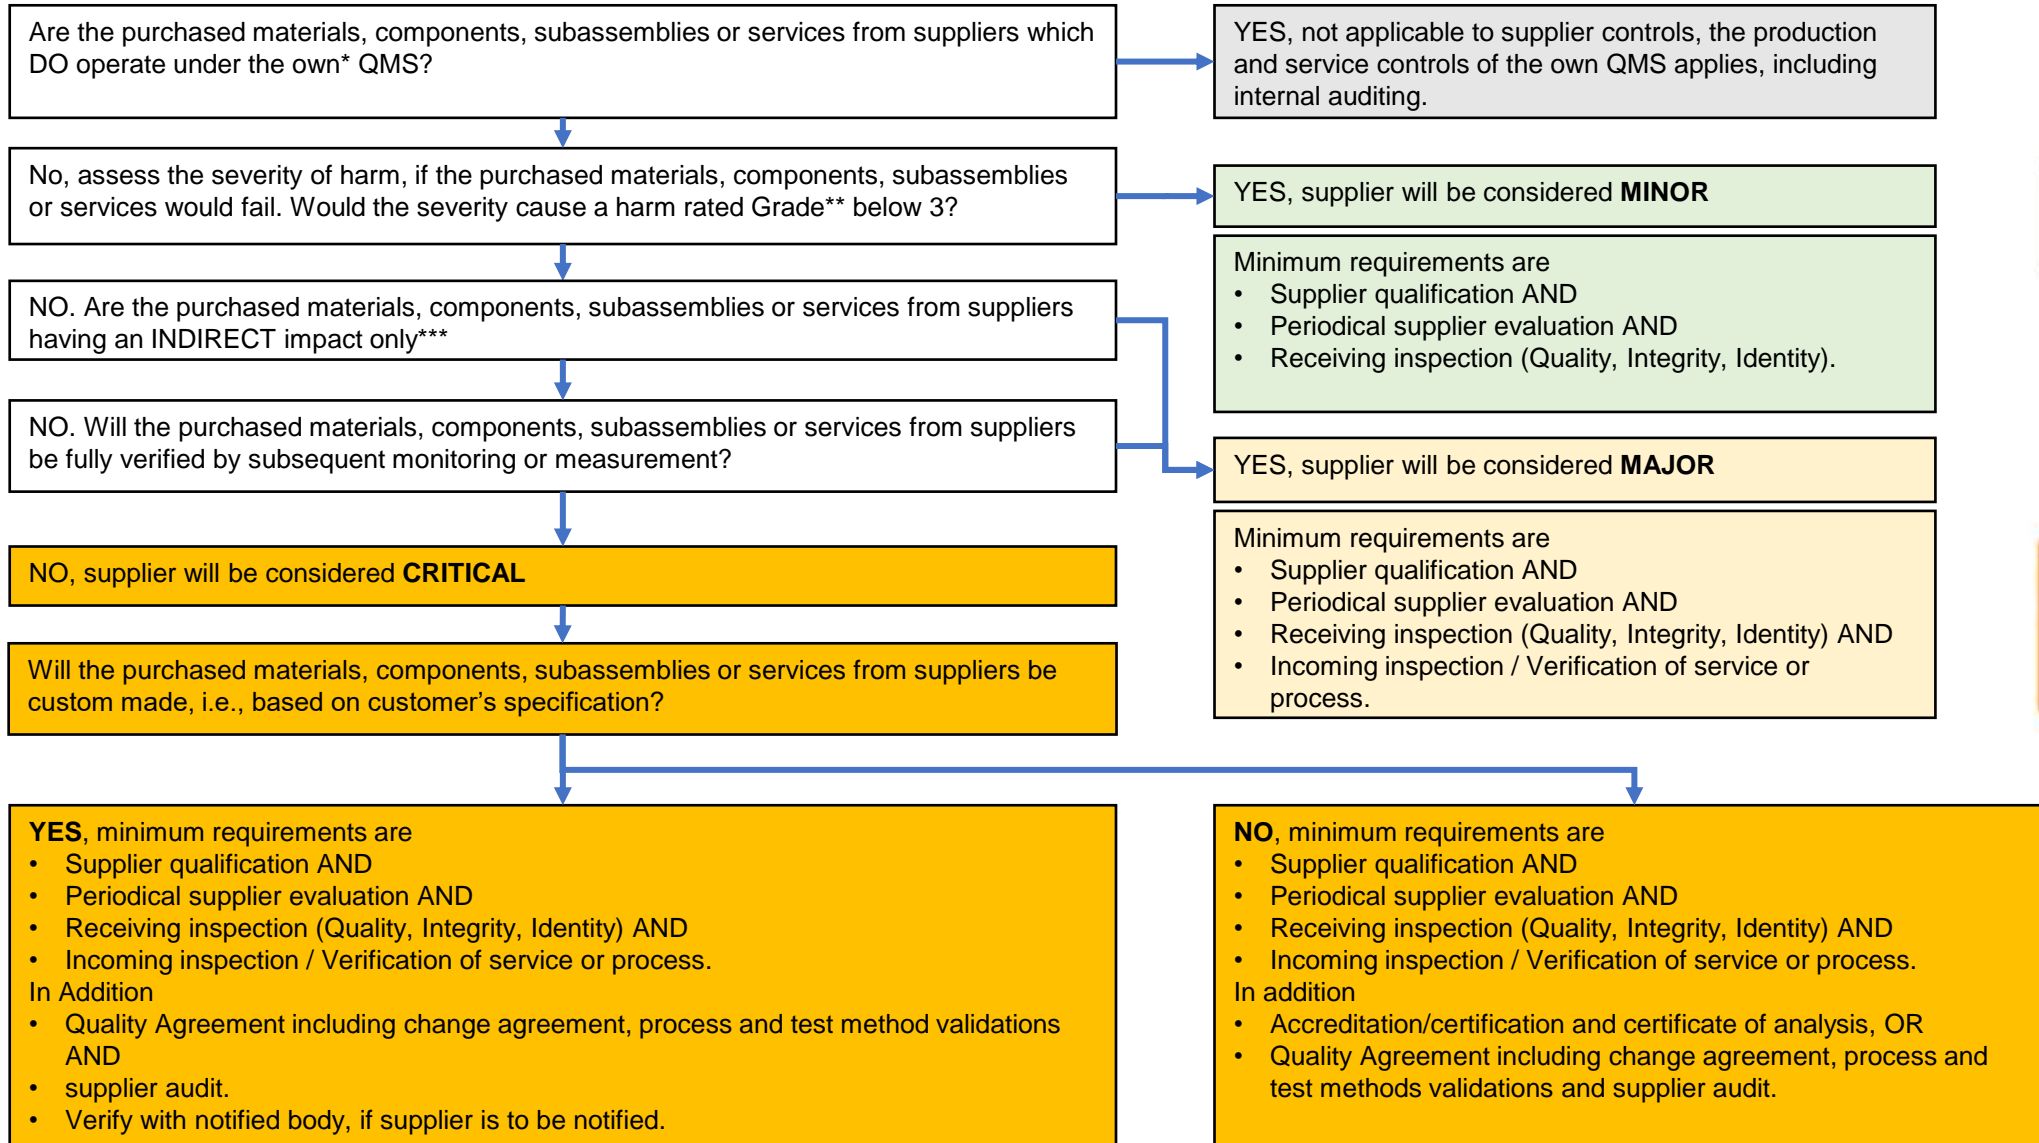 Are the purchased materials, components, subassemblies or services from suppliers which
DO operate under the own* QMS?
YES, not applicable to supplier controls, the production
and service controls of the own QMS applies, including
internal auditing.
No, assess the severity of harm, if the purchased materials, components, subassemblies
or services would fail. Would the severity cause a harm rated Grade** below 3?
YES, supplier will be considered MINOR
Minimum requirements are
• Supplier qualification AND
• Periodical supplier evaluation AND
• Receiving inspection (Quality, Integrity, Identity).
NO. Are the purchased materials, components, subassemblies or services from suppliers
having an INDIRECT impact only***
NO. Will the purchased materials, components, subassemblies or services from suppliers
be fully verified by subsequent monitoring or measurement?
YES, supplier will be considered MAJOR
Minimum requirements are
• Supplier qualification AND
• Periodical supplier evaluation AND
• Receiving inspection (Quality, Integrity, Identity) AND
• Incoming inspection / Verification of service or
process.
NO, supplier will be considered CRITICAL
Will the purchased materials, components, subassemblies or services from suppliers be
custom made, i.e., based on customer’s specification?
YES, minimum requirements are
• Supplier qualification AND
• Periodical supplier evaluation AND
• Receiving inspection (Quality, Integrity, Identity) AND
• Incoming inspection / Verification of service or process.
In Addition
• Quality Agreement including change agreement, process and test method validations
AND
• supplier audit.
• Verify with notified body, if supplier is to be notified.
NO, minimum requirements are
• Supplier qualification AND
• Periodical supplier evaluation AND
• Receiving inspection (Quality, Integrity, Identity) AND
• Incoming inspection / Verification of service or process.
In addition
• Accreditation/certification and certificate of analysis, OR
• Quality Agreement including change agreement, process and
test methods validations and supplier audit.